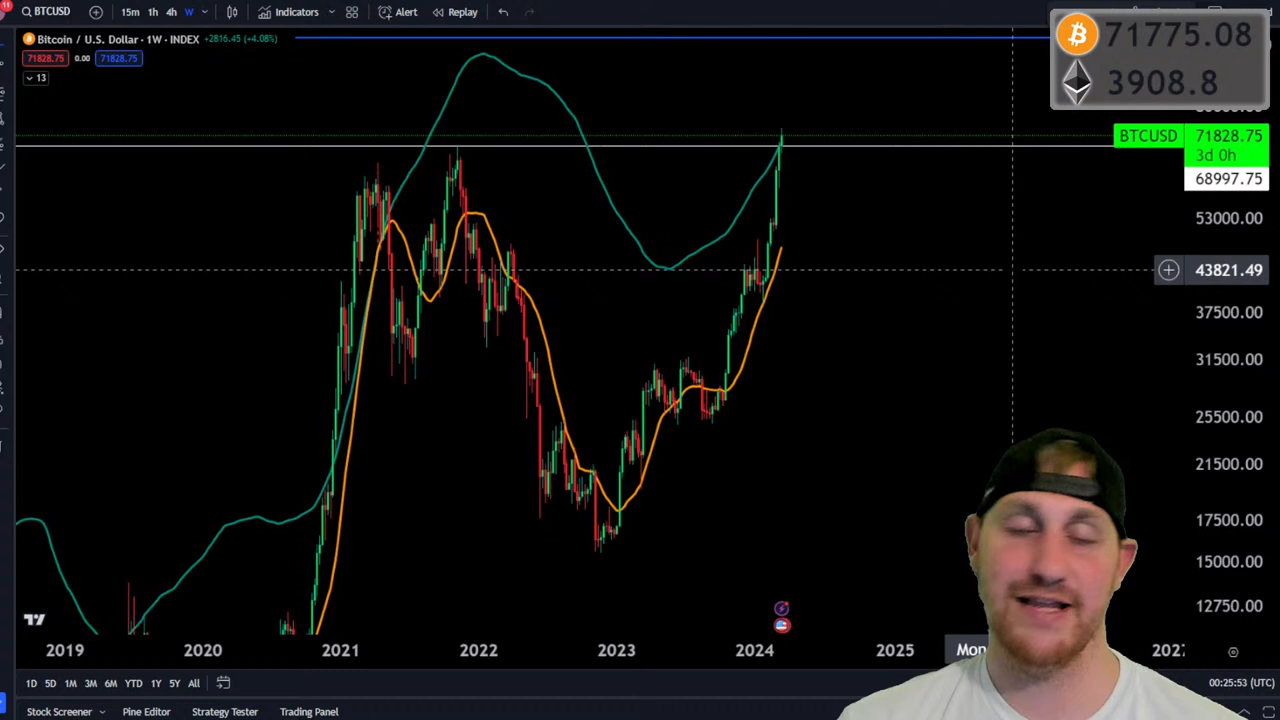 11
BTCUSD
15m 1h 4h W
Indicators
Alert
Replay
Bitcoin / U.S. Dollar · 1W · INDEX +2816.45 (+4.08%)
71828.75 0.00 71828.75
13
71775.08
3908.8
BTCUSD 71828.75
3d 0h
68997.75
53000.00
43821.49
37500.00
31500.00
25500.00
21500.00
17500.00
15000.00
12750.00
2019 2020 2021 2022 2023 2024 2025 Mon
1D 5D 1M 3M 6M YTD 1Y 5Y All
00:25:53 (UTC)
Stock Screener Pine Editor Strategy Tester Trading Panel